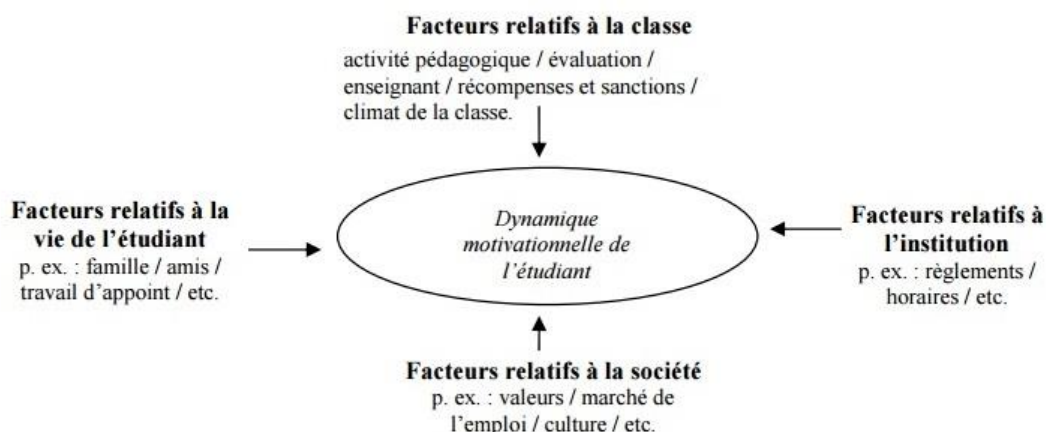 Facteurs relatifs à la classe
activité pédagogique / évaluation /
enseignant / récompenses et sanctions /
climat de la classe.
Facteurs relatifs à la
vie de l’étudiant
p. ex. : famille / amis /
travail d’appoint / etc.
Dynamique
motivationnelle de
l’étudiant
Facteurs relatifs à
l’institution
p. ex. : règlements /
horaires / etc.
Facteurs relatifs à la société
p. ex. : valeurs / marché de
l’emploi / culture / etc.